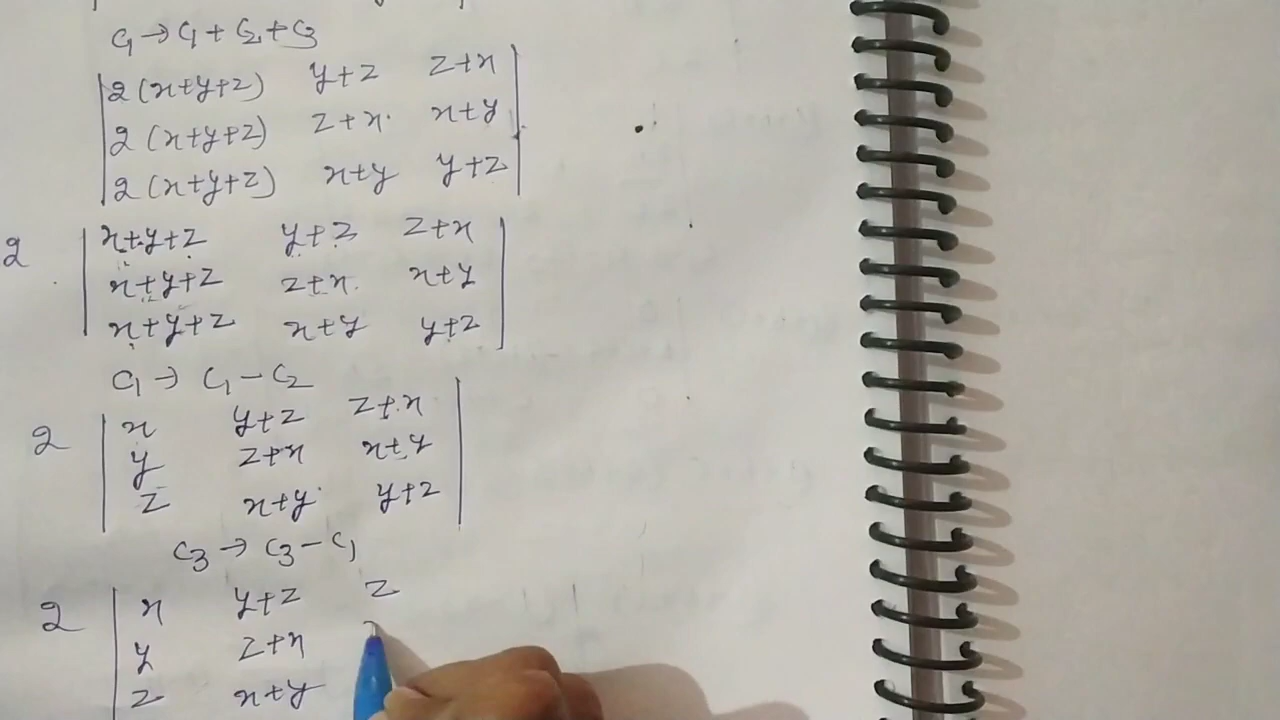 C1 → C1 + C2 + C3
| 2(x+y+z) y+z z+x |
| 2(x+y+z) z+x x+y |
| 2(x+y+z) x+y y+z |
2 | x+y+z y+z z+x |
| x+y+z z+x x+y |
| x+y+z x+y y+z |
C1 → C1 - C2
2 | x y+z z+x |
| y z+x x+y |
| z x+y y+z |
C3 → C3 - C1
2 | x y+z z
| y z+x
| z x+y